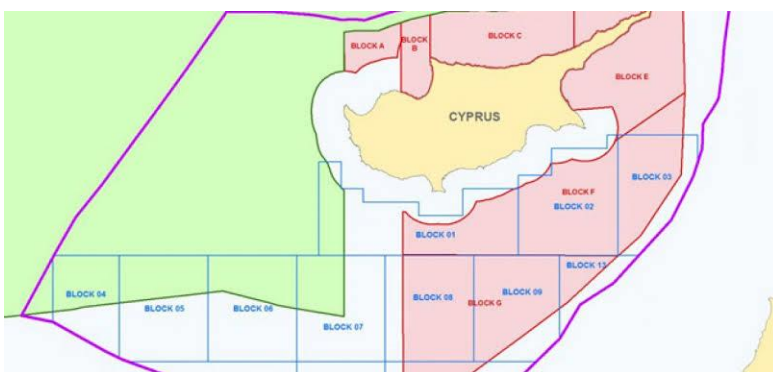 BLOCK A
BLOCK
B
BLOCK C
BLOCK E
CYPRUS
BLOCK 03
BLOCK F
BLOCK 02
BLOCK 01
BLOCK 13
BLOCK 04
BLOCK 08
BLOCK 09
BLOCK G
BLOCK 05
BLOCK 06
BLOCK 07